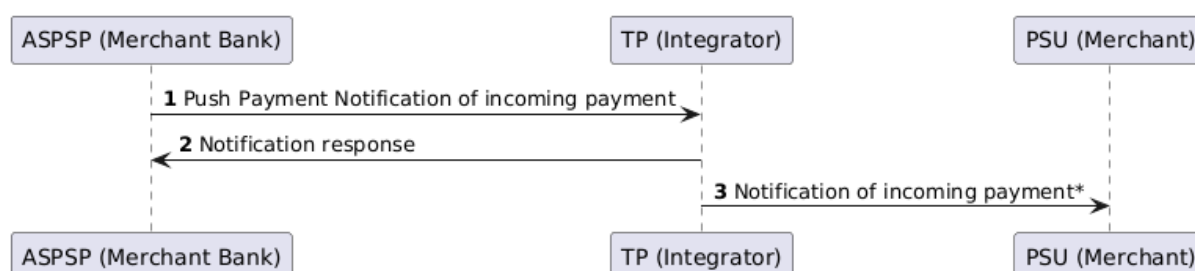 ASPSP (Merchant Bank) TP (Integrator) PSU (Merchant)
1 Push Payment Notification of incoming payment
2 Notification response
3 Notification of incoming payment*
ASPSP (Merchant Bank) TP (Integrator) PSU (Merchant)